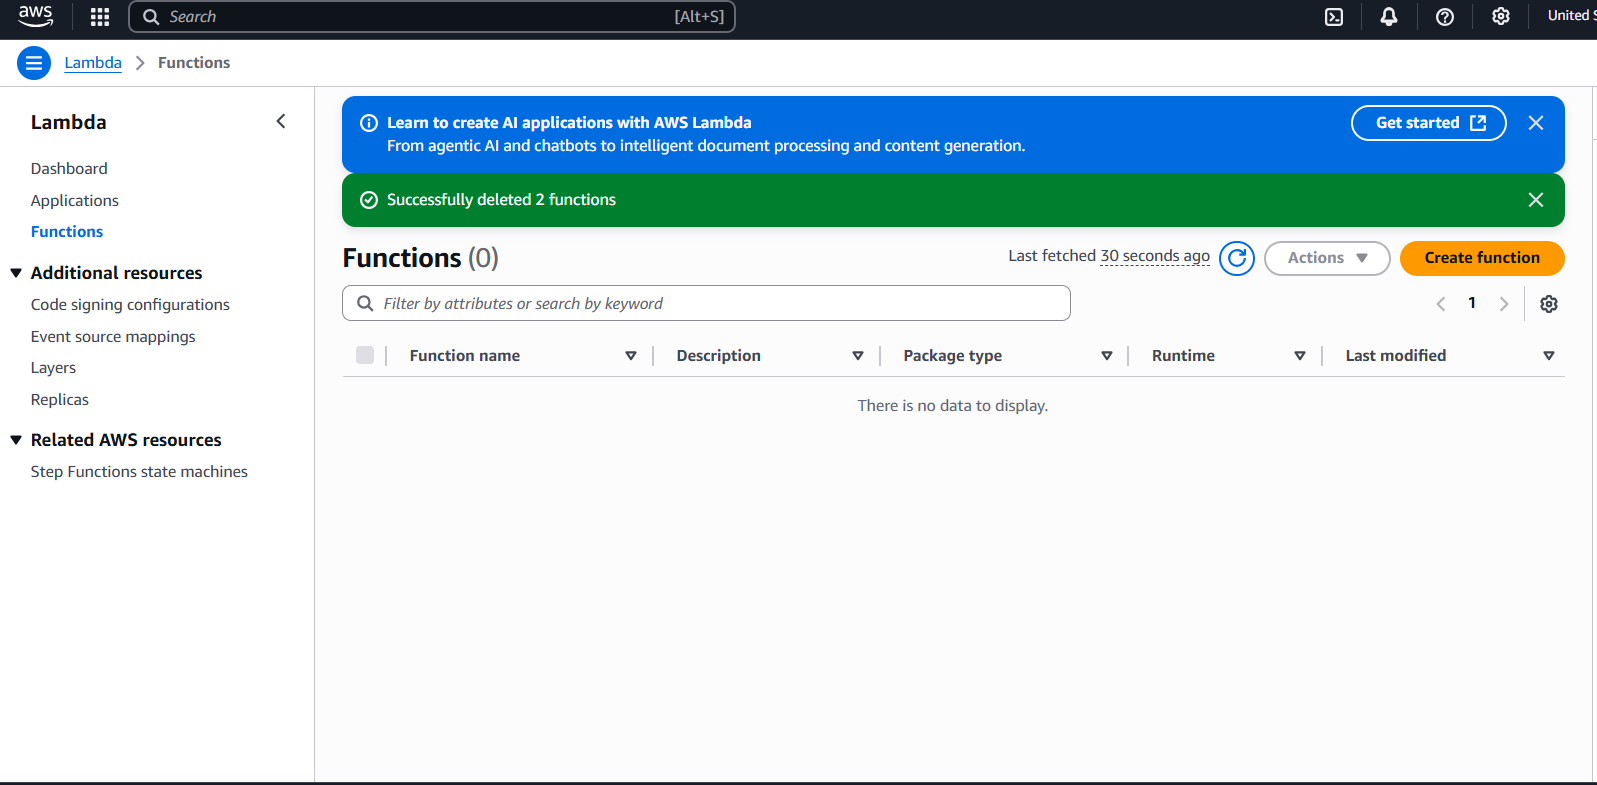 aws
Search [Alt+S]
United S
Lambda > Functions
Lambda
Dashboard
Applications
Functions
Additional resources
Code signing configurations
Event source mappings
Layers
Replicas
Related AWS resources
Step Functions state machines
Learn to create AI applications with AWS Lambda
From agentic AI and chatbots to intelligent document processing and content generation.
Get started
Successfully deleted 2 functions
Functions (0)
Last fetched 30 seconds ago
Actions
Create function
Filter by attributes or search by keyword
1
Function name Description Package type Runtime Last modified
There is no data to display.